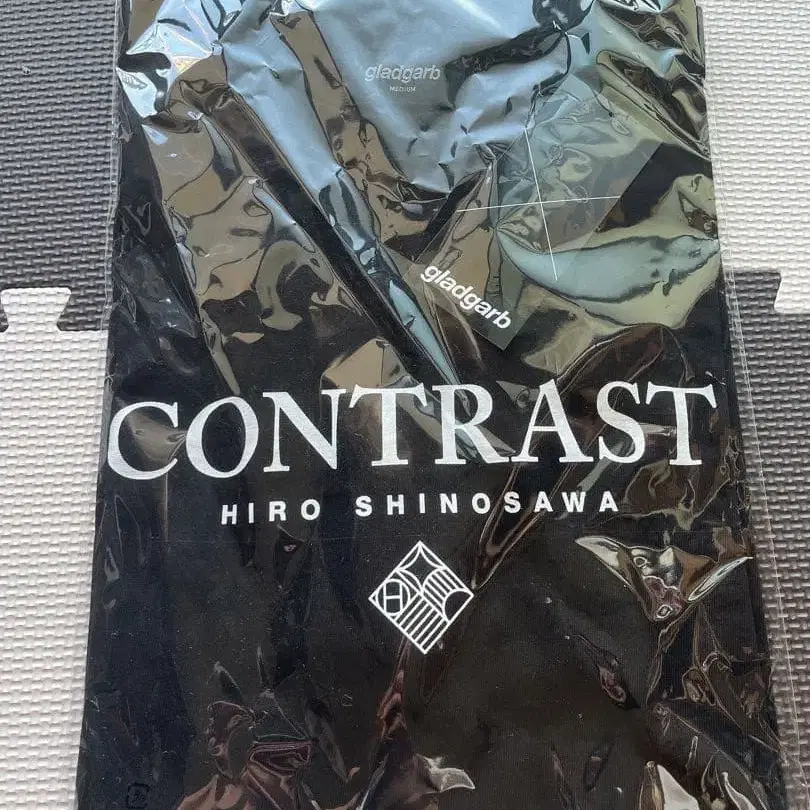 gladgarb
MEDIUM
gladgarb
CONTRAST
HIRO SHINOSAWA
H